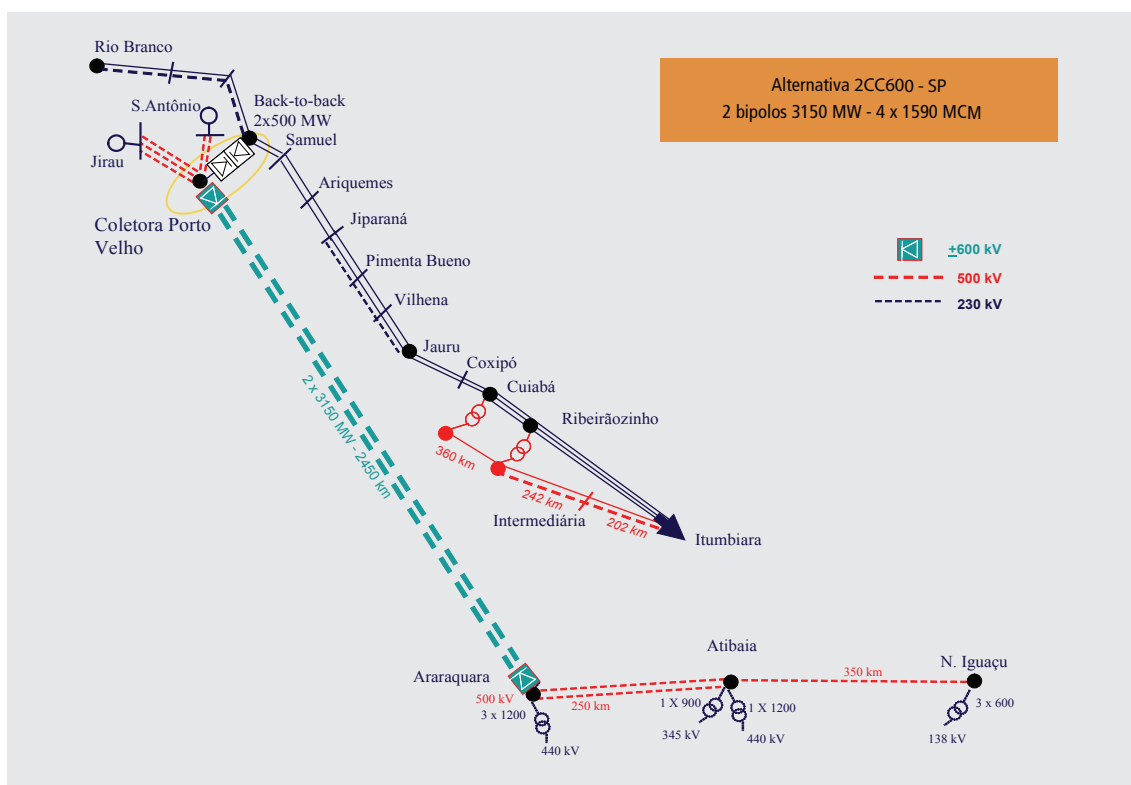 Rio Branco
Alternativa 2CC600 - SP
2 bipolos 3150 MW - 4 x 1590 MCM
S.Antônio
Back-to-back
2x500 MW
Samuel
Jirau
Ariquemes
Coletora Porto
Velho
Jiparaná
±600 kV
Pimenta Bueno
500 kV
Vilhena
230 kV
Jauru
Coxipó
Cuiabá
2 x 3150 MW - 2450 km
Ribeirãozinho
360 km
242 km
Intermediária
202 km
Itumbiara
Atibaia
Araraquara
N. Iguaçu
350 km
500 kV
250 km
1 X 900
1 X 1200
3 x 600
3 x 1200
345 kV
440 kV
138 kV
440 kV